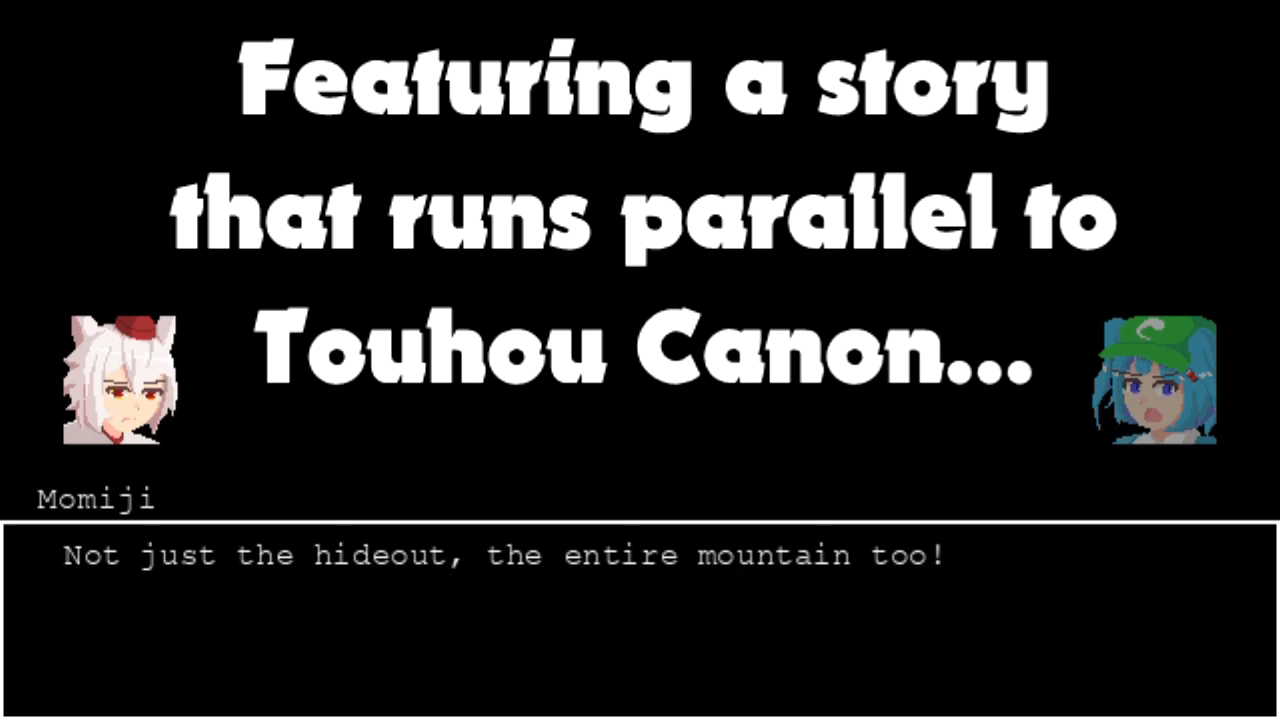 Featuring a story
that runs parallel to
Touhou Canon...
Momiji
Not just the hideout, the entire mountain too!